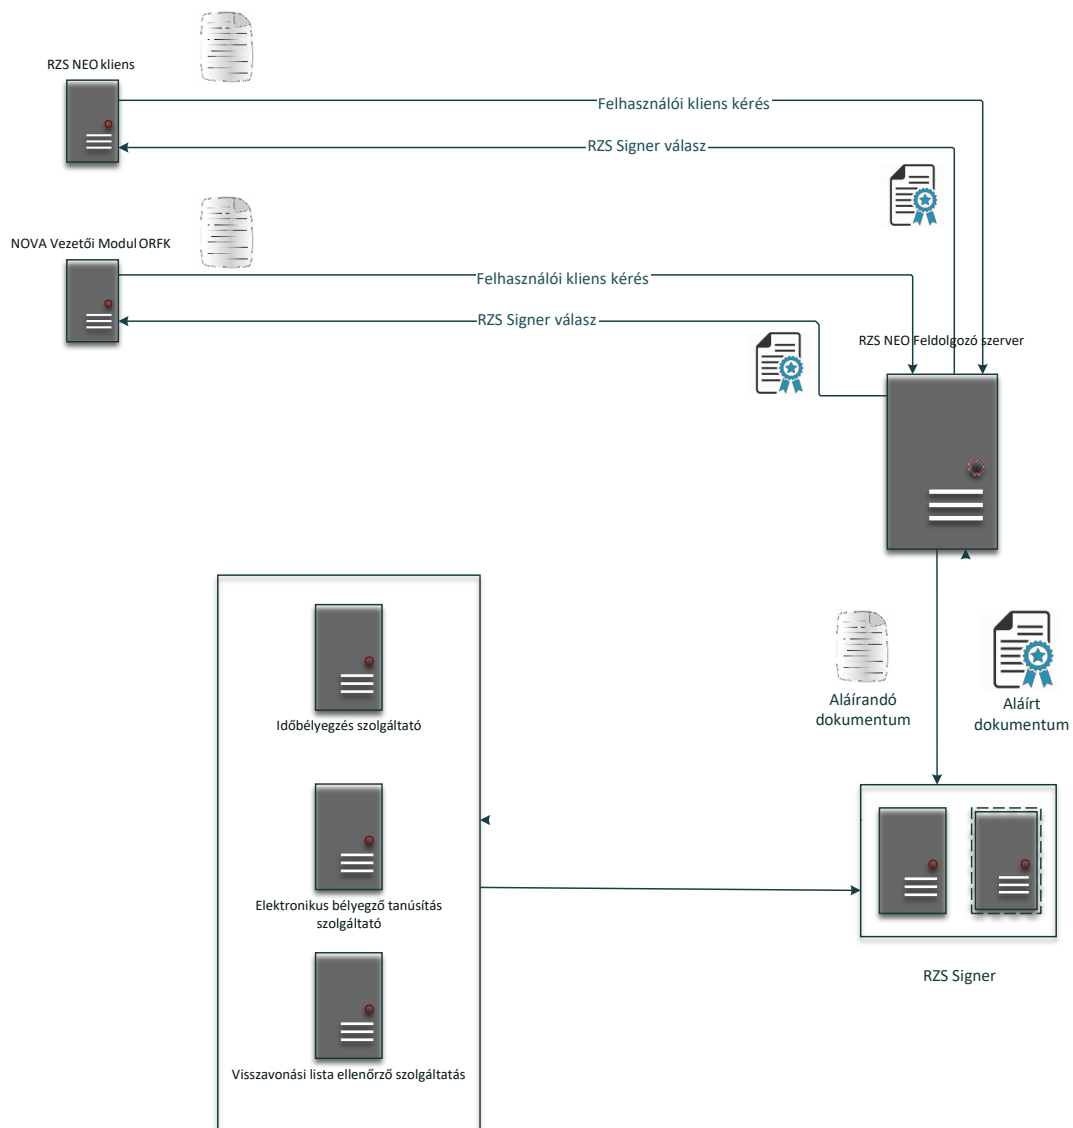 RZS NEO kliens
Felhasználói kliens kérés
RZS Signer válasz
NOVA Vezetői Modul ORFK
Felhasználói kliens kérés
RZS Signer válasz
RZS NEO Feldolgozó szerver
Aláírandó
dokumentum
Aláírt
dokumentum
Időbélyegzés szolgáltató
Elektronikus bélyegző tanúsítás
szolgáltató
RZS Signer
Visszavonási lista ellenőrző szolgáltatás